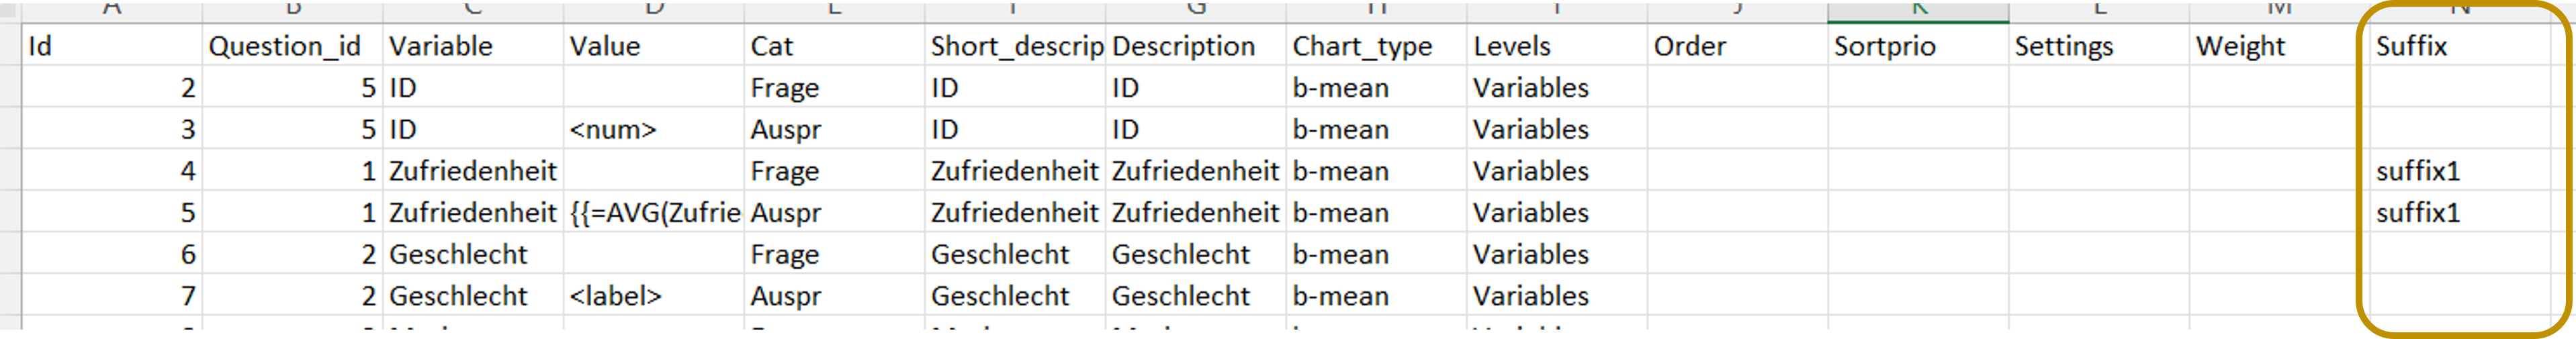 A B C D E F G H I J K L M N
Id Question_id Variable Value Cat Short_descrip Description Chart_type Levels Order Sortprio Settings Weight Suffix
2 5 ID Frage ID ID b-mean Variables
3 5 ID <num> Auspr ID ID b-mean Variables
4 1 Zufriedenheit Frage Zufriedenheit Zufriedenheit b-mean Variables suffix1
5 1 Zufriedenheit {{=AVG(Zufrie Auspr Zufriedenheit Zufriedenheit b-mean Variables suffix1
6 2 Geschlecht Frage Geschlecht Geschlecht b-mean Variables
7 2 Geschlecht <label> Auspr Geschlecht Geschlecht b-mean Variables